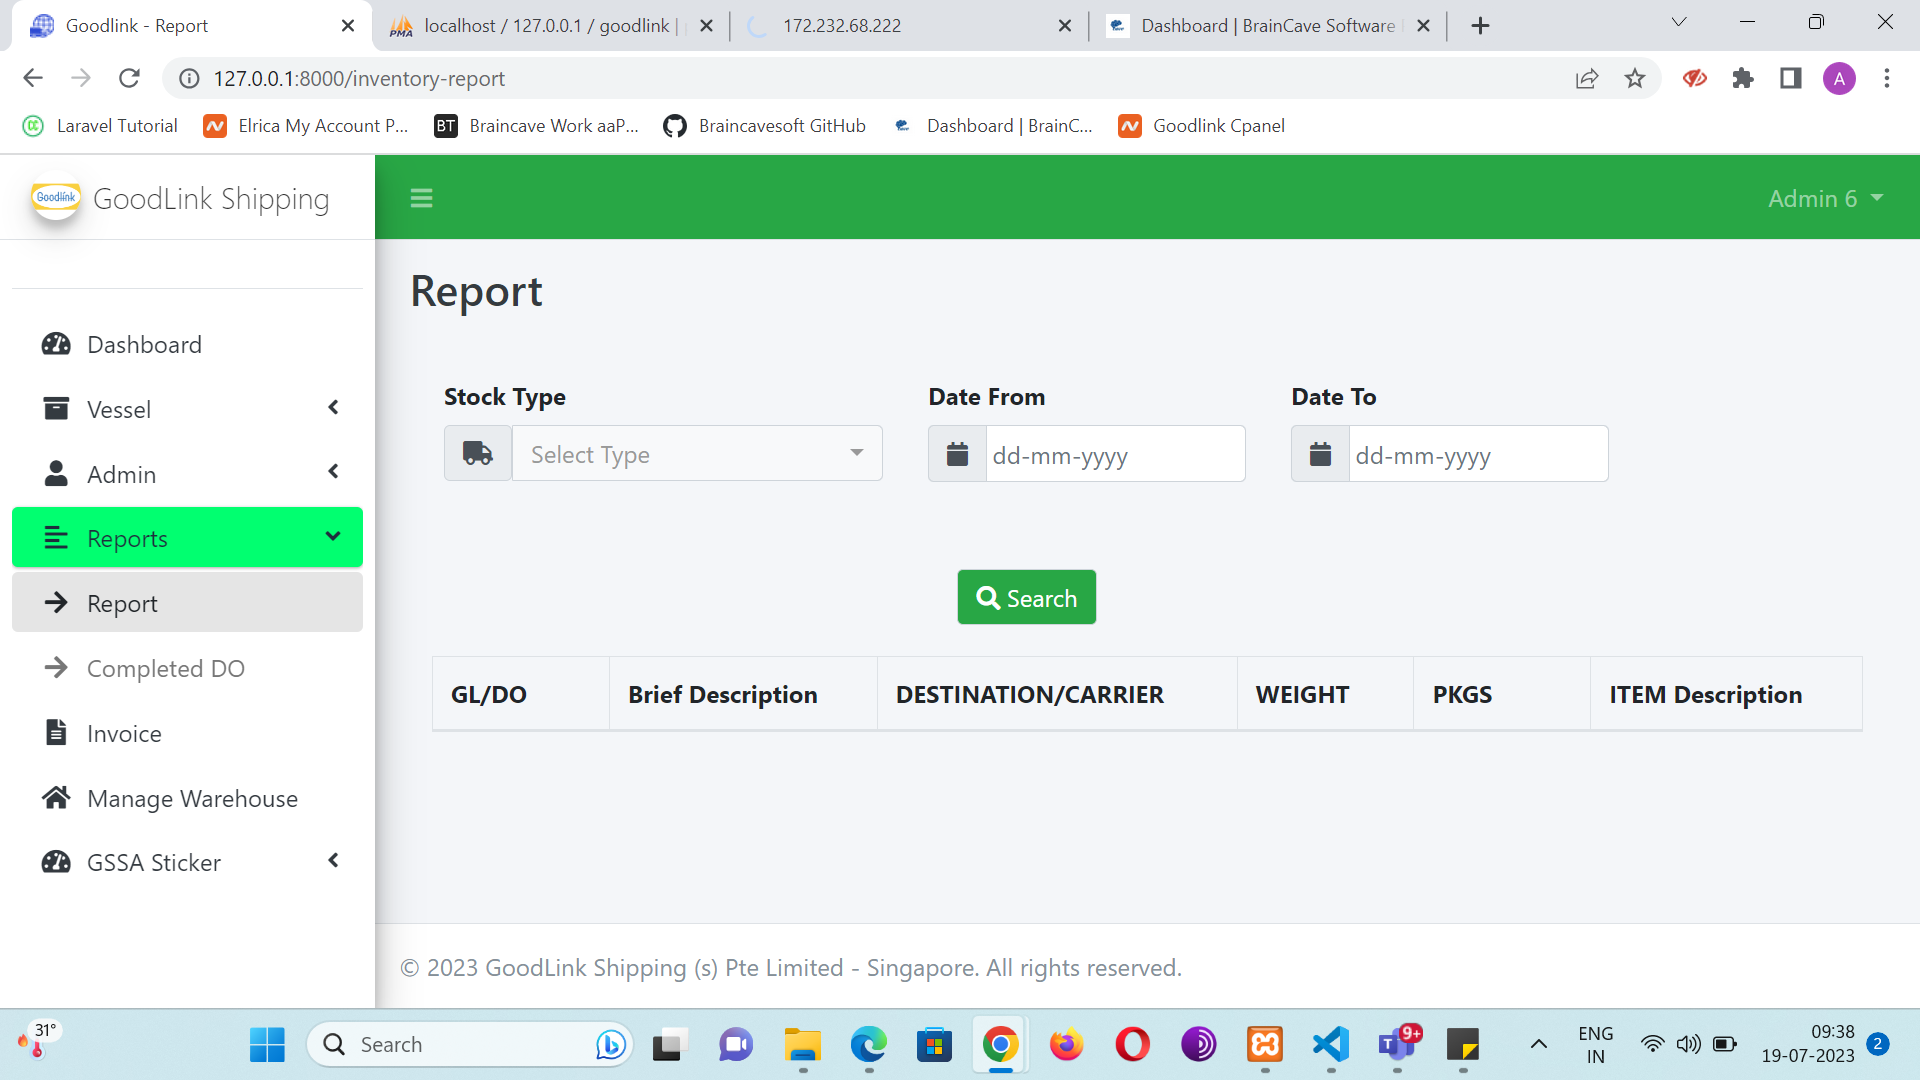 Goodlink - Report
localhost / 127.0.0.1 / goodlink |
172.232.68.222
Dashboard | BrainCave Software
127.0.0.1:8000/inventory-report
A
Laravel Tutorial
Elrica My Account P...
BT Braincave Work aaP...
Braincavesoft GitHub
Dashboard | BrainC...
Goodlink Cpanel
Goodlink GoodLink Shipping
Admin 6
Report
Dashboard
Vessel
Admin
Reports
Report
Completed DO
Invoice
Manage Warehouse
GSSA Sticker
Stock Type
Select Type
Date From
dd-mm-yyyy
Date To
dd-mm-yyyy
Search
GL/DO Brief Description DESTINATION/CARRIER WEIGHT PKGS ITEM Description
© 2023 GoodLink Shipping (s) Pte Limited - Singapore. All rights reserved.
31°
Search
9+
ENG
IN
09:38
19-07-2023
2